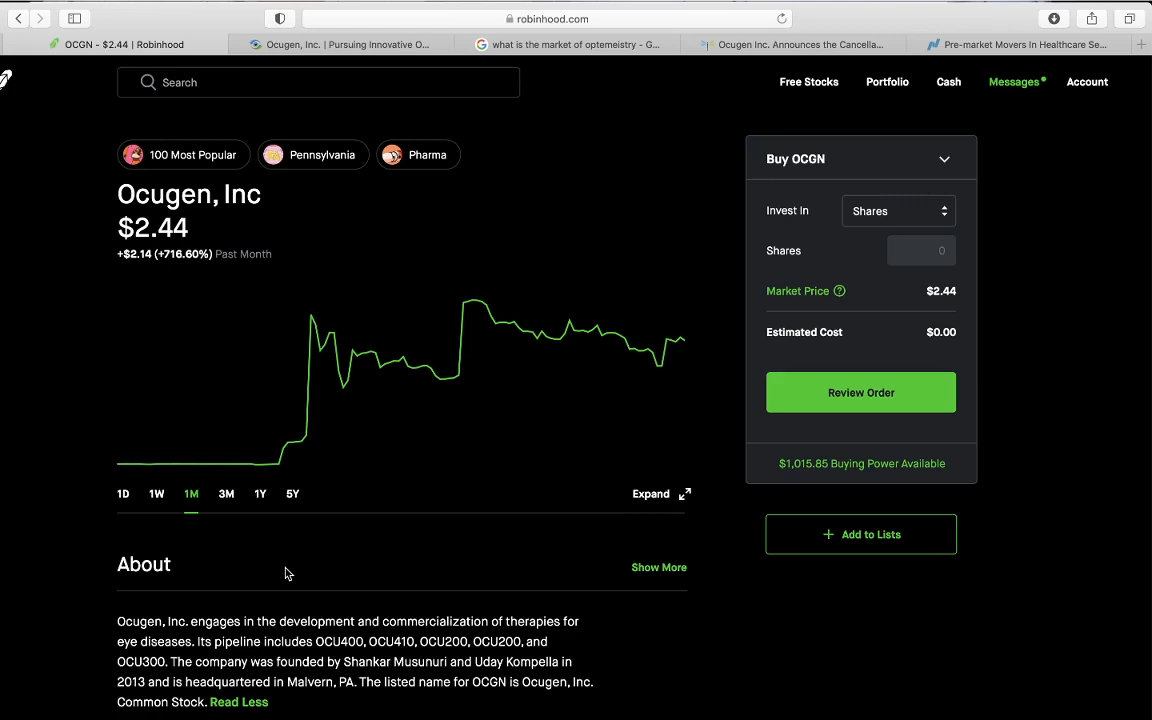 robinhood.com
OCGN - $2.44 | Robinhood
Ocugen, Inc. | Pursuing Innovative O...
what is the market of optemeistry - G...
Ocugen Inc. Announces the Cancella...
Pre-market Movers In Healthcare Se...
Search
Free Stocks
Portfolio
Cash
Messages
Account
100 Most Popular
Pennsylvania
Pharma
Ocugen, Inc
$2.44
+$2.14 (+716.60%) Past Month
1D
1W
1M
3M
1Y
5Y
Expand
Buy OCGN
Invest In
Shares
Shares
0
Market Price ?
$2.44
Estimated Cost
$0.00
Review Order
$1,015.85 Buying Power Available
+ Add to Lists
About
Show More
Ocugen, Inc. engages in the development and commercialization of therapies for
eye diseases. Its pipeline includes OCU400, OCU410, OCU200, OCU200, and
OCU300. The company was founded by Shankar Musunuri and Uday Kompella in
2013 and is headquartered in Malvern, PA. The listed name for OCGN is Ocugen, Inc.
Common Stock. Read Less